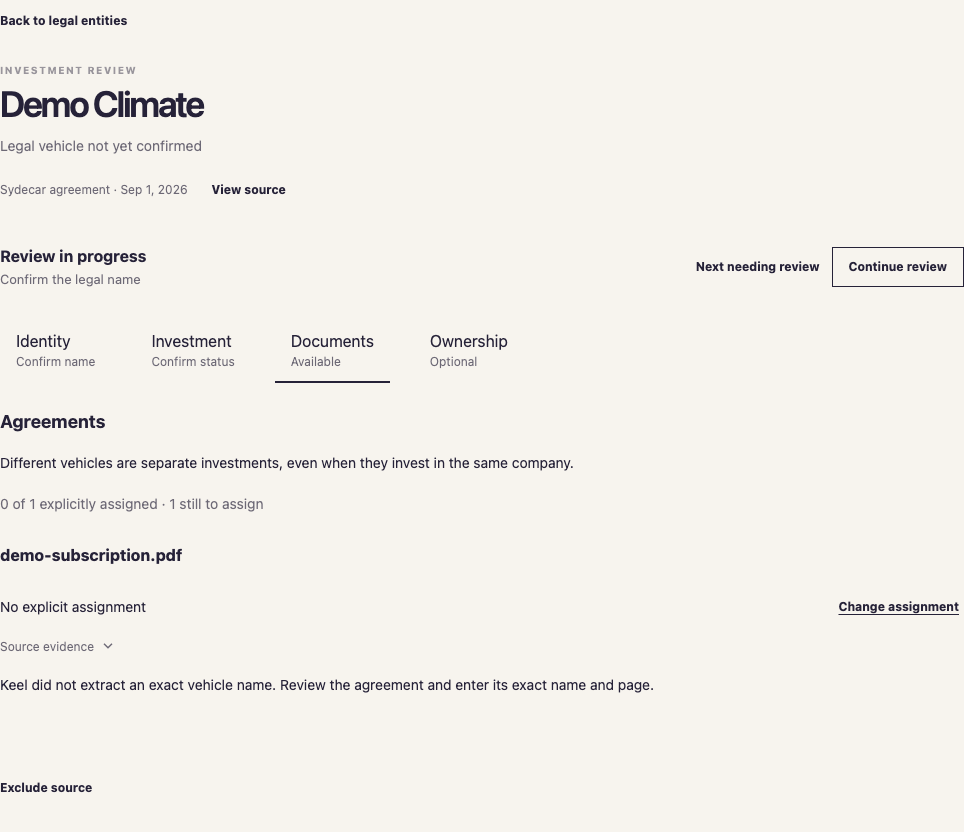 Back to legal entities
INVESTMENT REVIEW
Demo Climate
Legal vehicle not yet confirmed
Sydecar agreement · Sep 1, 2026 View source
Review in progress
Confirm the legal name
Next needing review Continue review
Identity Investment Documents Ownership
Confirm name Confirm status Available Optional
Agreements
Different vehicles are separate investments, even when they invest in the same company.
0 of 1 explicitly assigned · 1 still to assign
demo-subscription.pdf
No explicit assignment Change assignment
Source evidence
Keel did not extract an exact vehicle name. Review the agreement and enter its exact name and page.
Exclude source